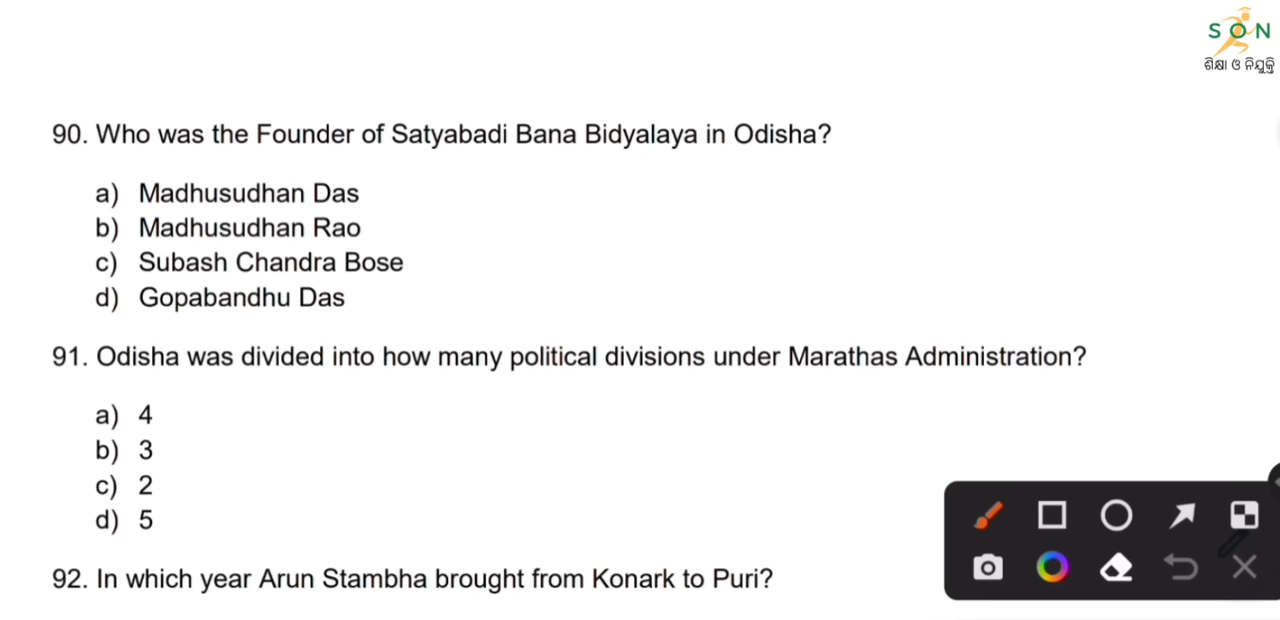 SON
ଶିକ୍ଷା ଓ ନିଯୁକ୍ତି
90. Who was the Founder of Satyabadi Bana Bidyalaya in Odisha?
a) Madhusudhan Das
b) Madhusudhan Rao
c) Subash Chandra Bose
d) Gopabandhu Das
91. Odisha was divided into how many political divisions under Marathas Administration?
a) 4
b) 3
c) 2
d) 5
92. In which year Arun Stambha brought from Konark to Puri?